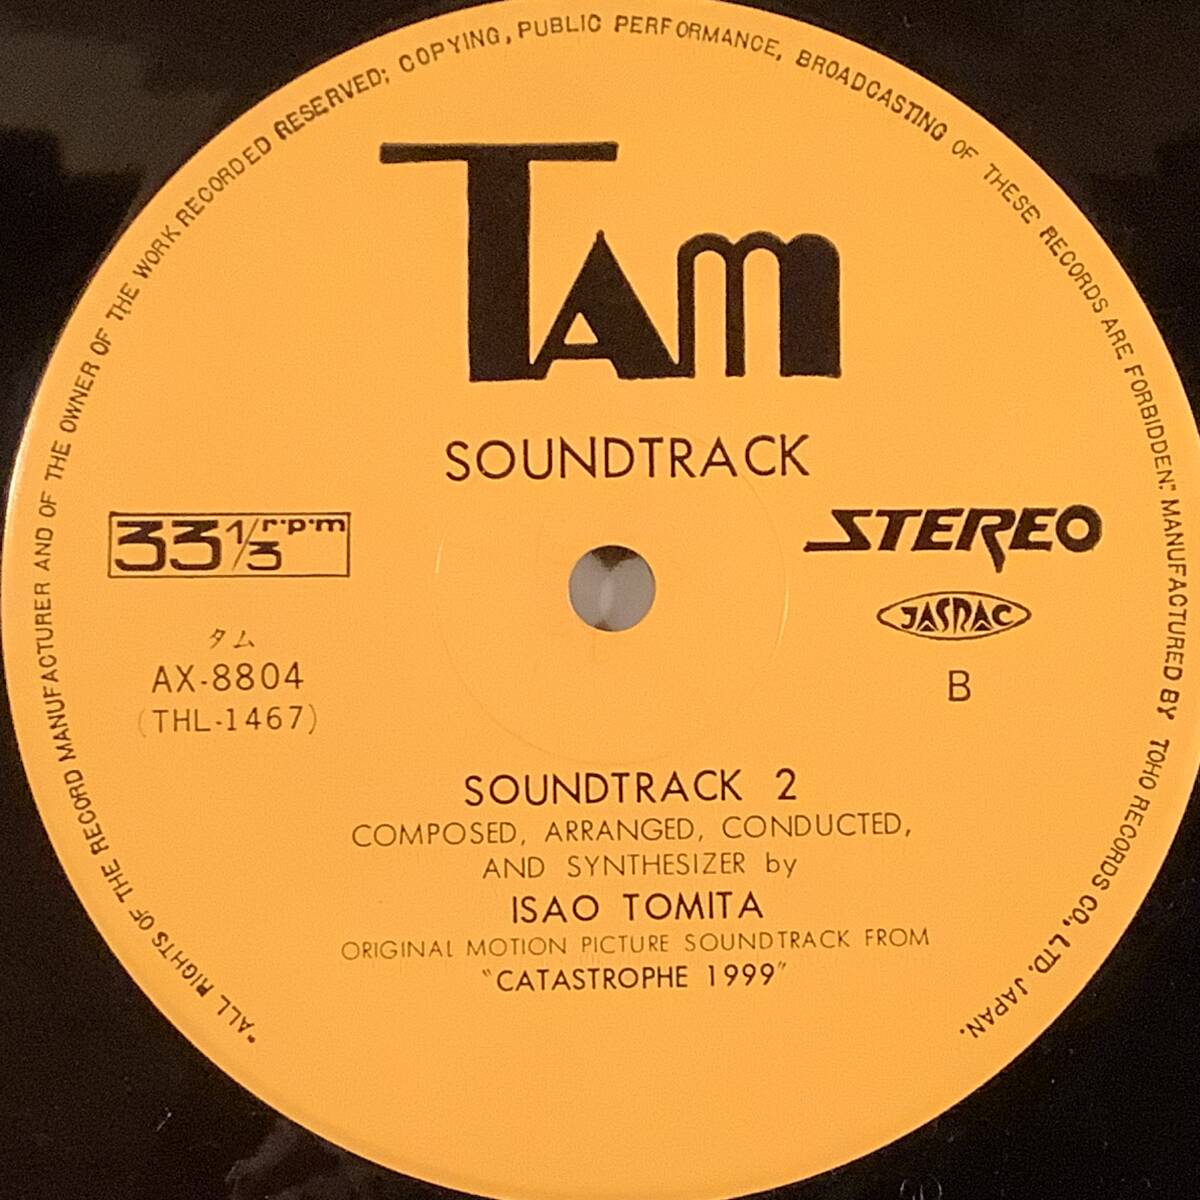 "ALL RIGHTS OF THE RECORD MANUFACTURER AND OF THE OWNER OF THE WORK RECORDED RESERVED; COPYING, PUBLIC PERFORMANCE, BROADCASTING OF THESE RECORDS ARE FORBIDDEN." MANUFACTURED BY TOHO RECORDS CO., LTD. JAPAN.
TAM
SOUNDTRACK
33 1/3 r·p·m
STEREO
JASRAC
タム
AX-8804
(THL-1467)
B
SOUNDTRACK 2
COMPOSED, ARRANGED, CONDUCTED,
AND SYNTHESIZER by
ISAO TOMITA
ORIGINAL MOTION PICTURE SOUNDTRACK FROM
"CATASTROPHE 1999"